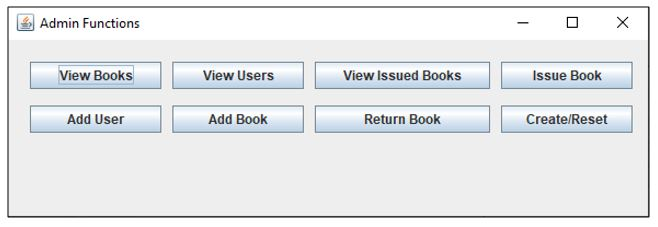 Admin Functions
View Books View Users View Issued Books Issue Book
Add User Add Book Return Book Create/Reset